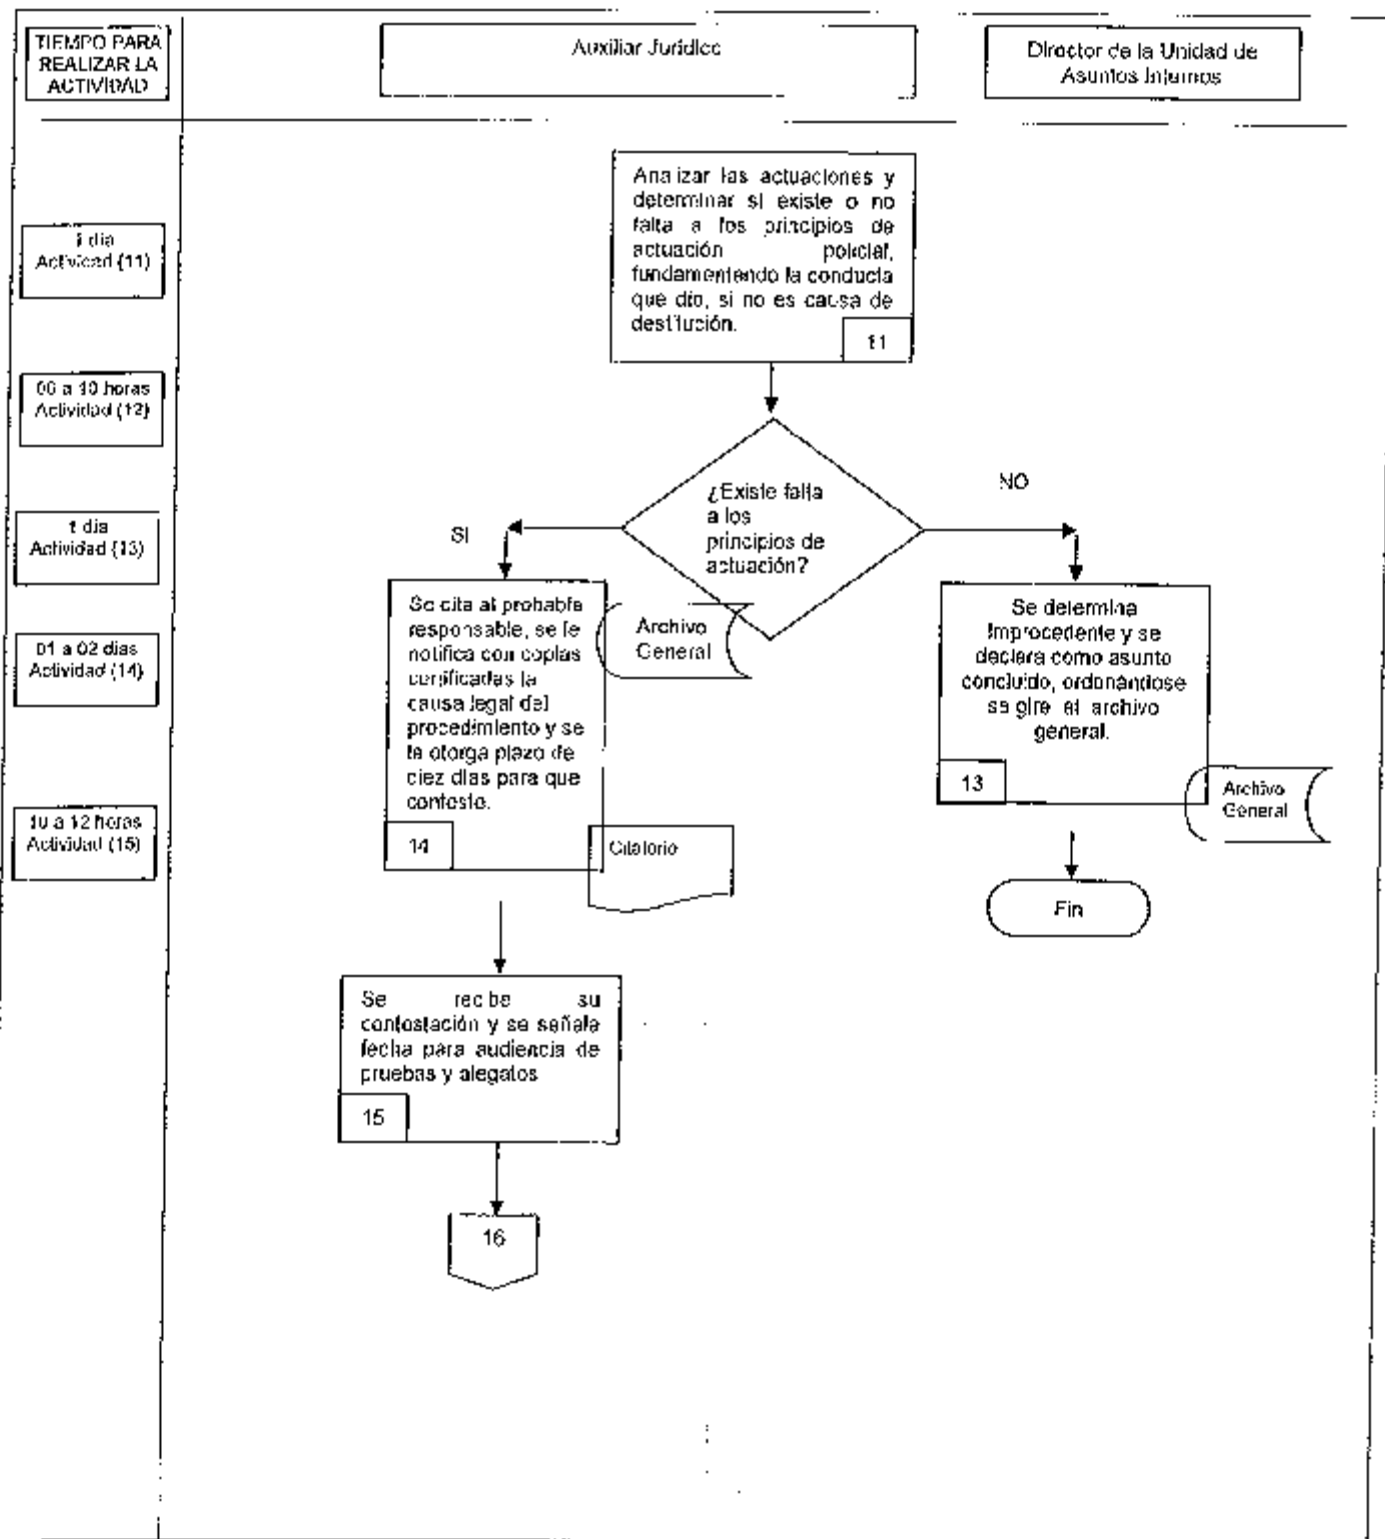 TIEMPO PARA
REALIZAR LA
ACTIVIDAD
Auxiliar Jurídico
Director de la Unidad de
Asuntos Internos
1 día
Actividad (11)
06 a 10 horas
Actividad (12)
1 día
Actividad (13)
01 a 02 días
Actividad (14)
10 a 12 horas
Actividad (15)
Analizar las actuaciones y
determinar si existe o no
falta a los principios de
actuación policial,
fundamentando la conducta
que dio, si no es causa de
destitución.
11
¿Existe falta
a los
principios de
actuación?
SI
NO
Se cita al probable
responsable, se le
notifica con copias
certificadas la
causa legal del
procedimiento y se
le otorga plazo de
diez días para que
conteste.
14
Archivo
General
Citatorio
Se determina
improcedente y se
declara como asunto
concluido, ordenándose
se gire al archivo
general.
13
Archivo
General
Fin
Se recibe su
contestación y se señala
fecha para audiencia de
pruebas y alegatos
15
16